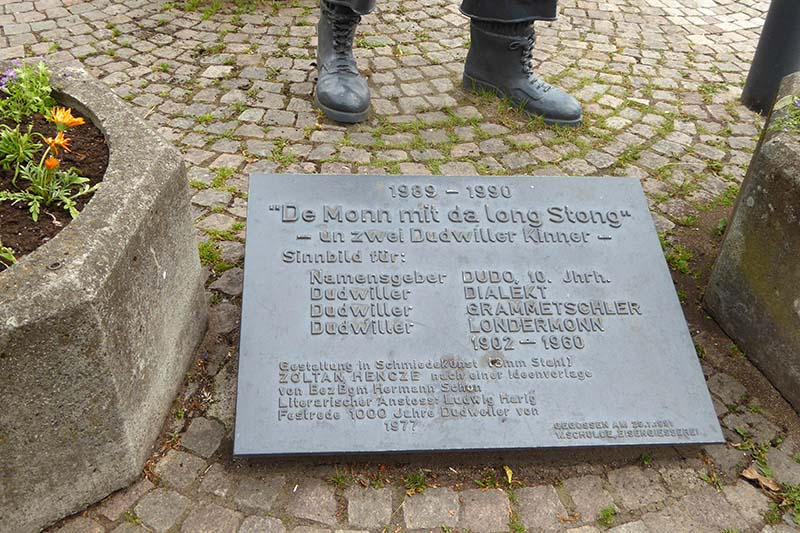 1989 – 1990
"De Monn mit da long Stong"
– un zwei Dudwiller Kinner –
Sinnbild für:
Namensgeber DUDO, 10. Jhrh.
Dudwiller DIALEKT
Dudwiller GRAMMETSCHLER
Dudwiller LONDERMONN
1902 – 1960
Gestaltung in Schmiedekunst (3mm Stahl)
ZOLTAN HENCZE nach einer Ideenvorlage
von BezBgm Hermann Schon
Literarischer Anstoss: Ludwig Harig
Festrede 1000 Jahre Dudweiler von
1977
GEGOSSEN AM 29.1.1991
W. SCHULDE, EISENGIESSEREI